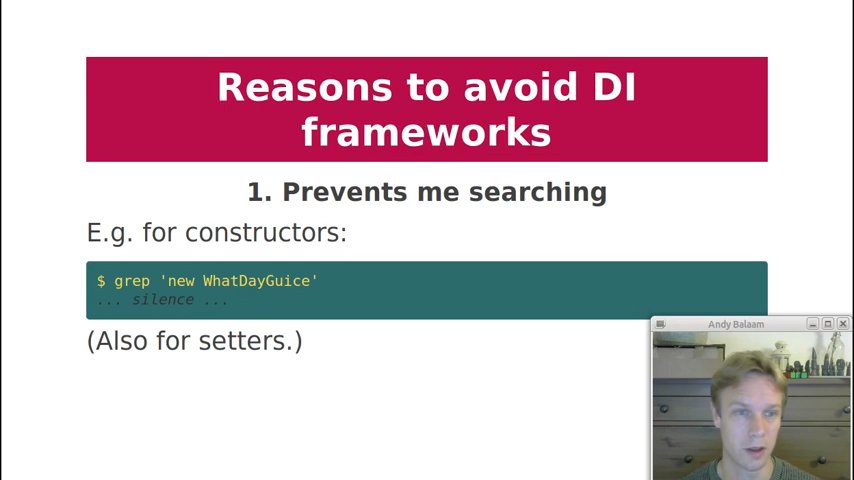 Reasons to avoid DI
frameworks
1. Prevents me searching
E.g. for constructors:
$ grep 'new WhatDayGuice'
... silence ...
(Also for setters.)
Andy Balaam